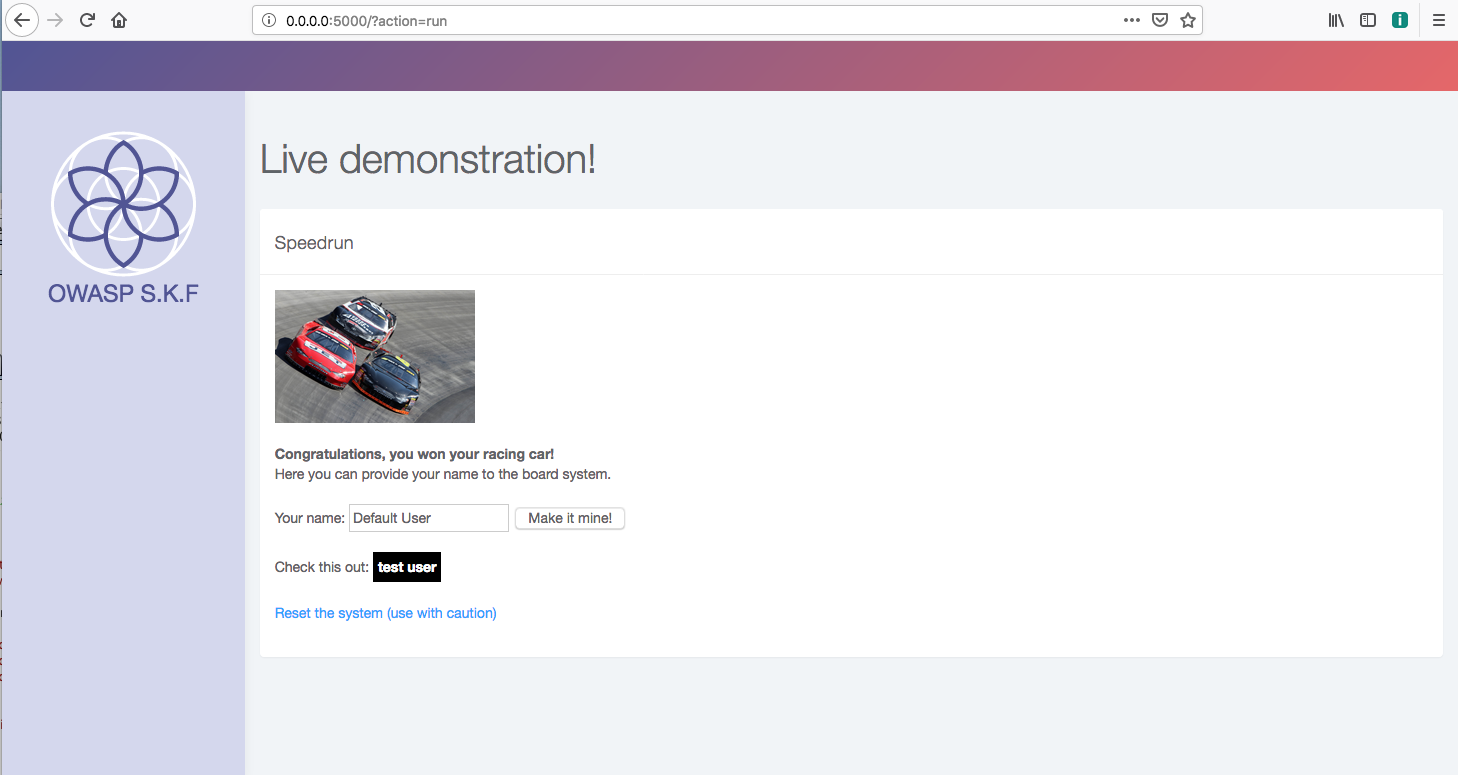 0.0.0.0:5000/?action=run
OWASP S.K.F
Live demonstration!
Speedrun
Congratulations, you won your racing car!
Here you can provide your name to the board system.
Your name: Default User Make it mine!
Check this out: test user
Reset the system (use with caution)